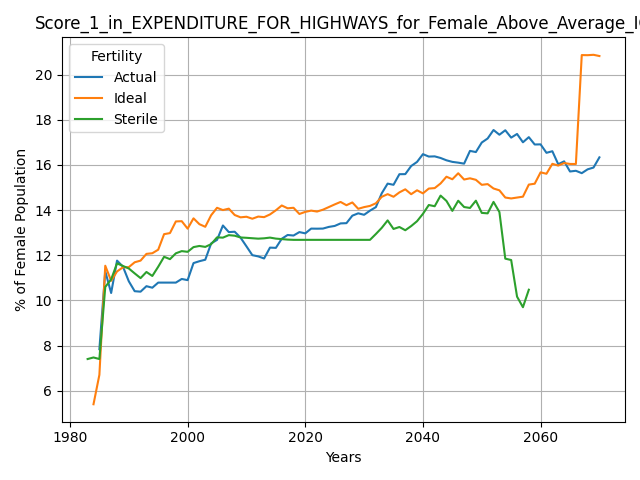 Score_1_in_EXPENDITURE_FOR_HIGHWAYS_for_Female_Above_Average_I
Fertility
Actual
Ideal
Sterile
% of Female Population
20
18
16
14
12
10
8
6
1980
2000
2020
2040
2060
Years